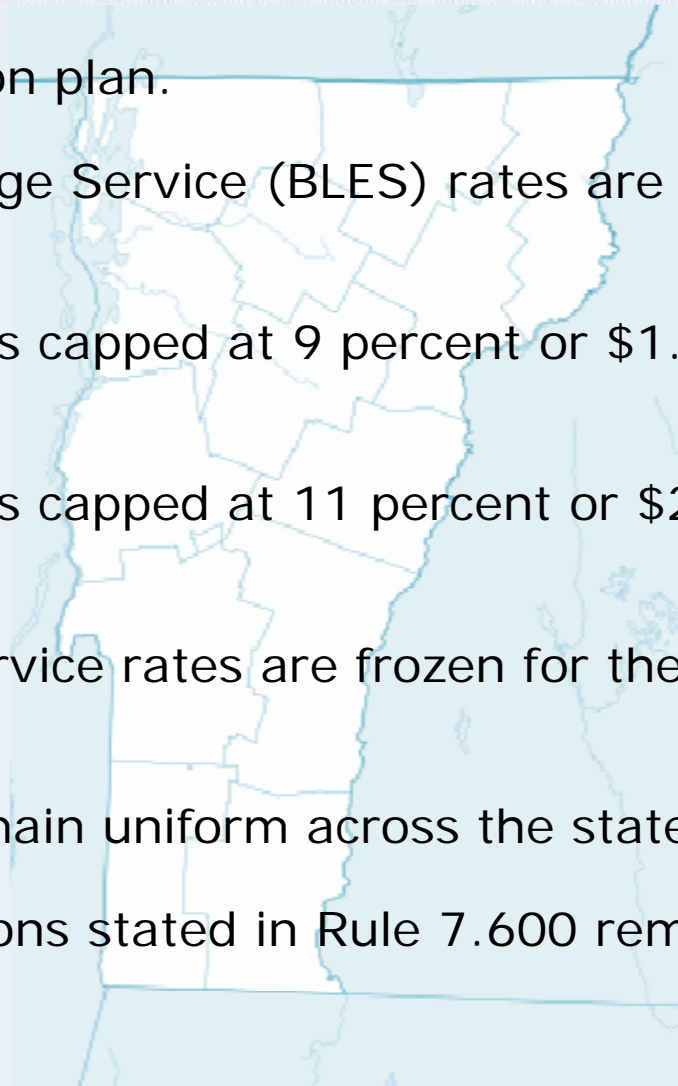 on plan.
ge Service (BLES) rates are
s capped at 9 percent or $1.
s capped at 11 percent or $2
rvice rates are frozen for the
nain uniform across the state
ons stated in Rule 7.600 rem